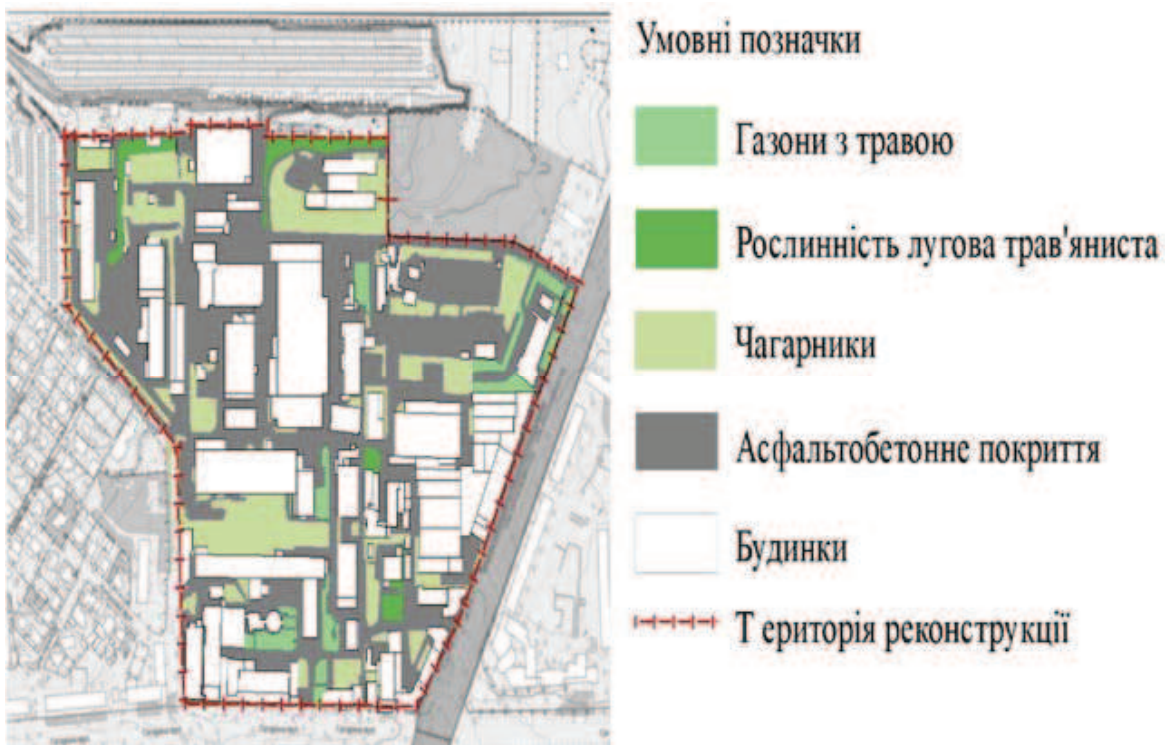 Умовні позначки
Газони з травою
Рослинність лугова трав'яниста
Чагарники
Асфальтобетонне покриття
Будинки
Т ериторія реконструкції